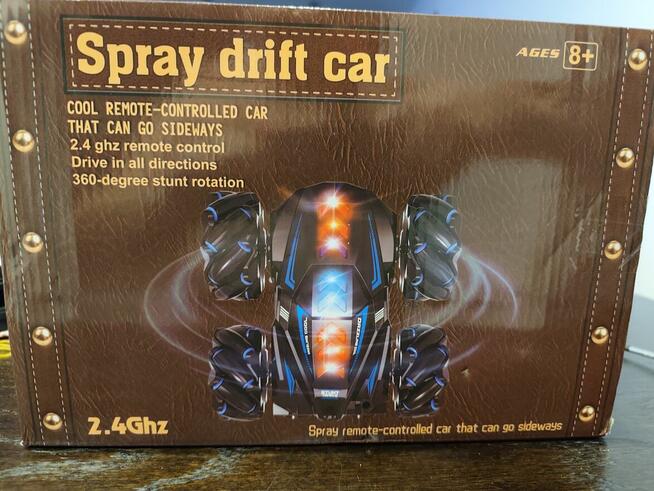 Spray drift car
AGES 8+
COOL REMOTE-CONTROLLED CAR
THAT CAN GO SIDEWAYS
2.4 ghz remote control
Drive in all directions
360-degree stunt rotation
2.4Ghz
Spray remote-controlled car that can go sideways